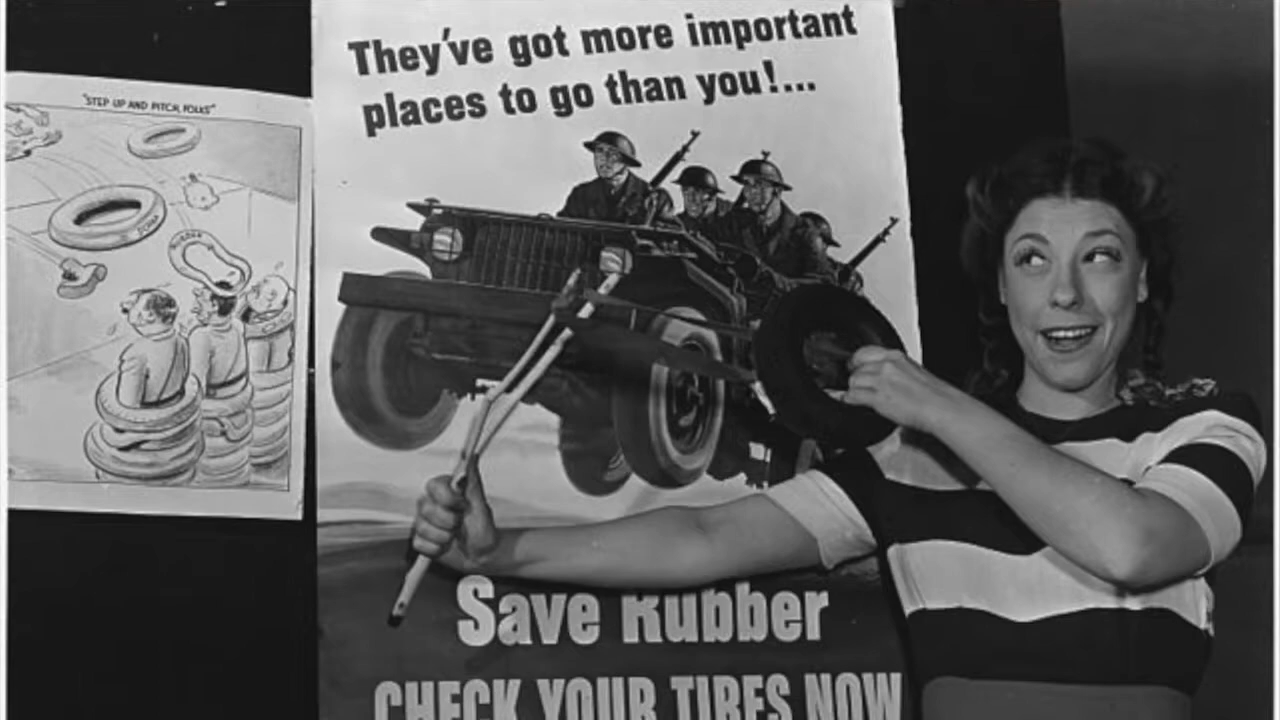 "STEP UP AND PITCH, FOLKS"
They've got more important
places to go than you!...
Save Rubber
CHECK YOUR TIRES NOW